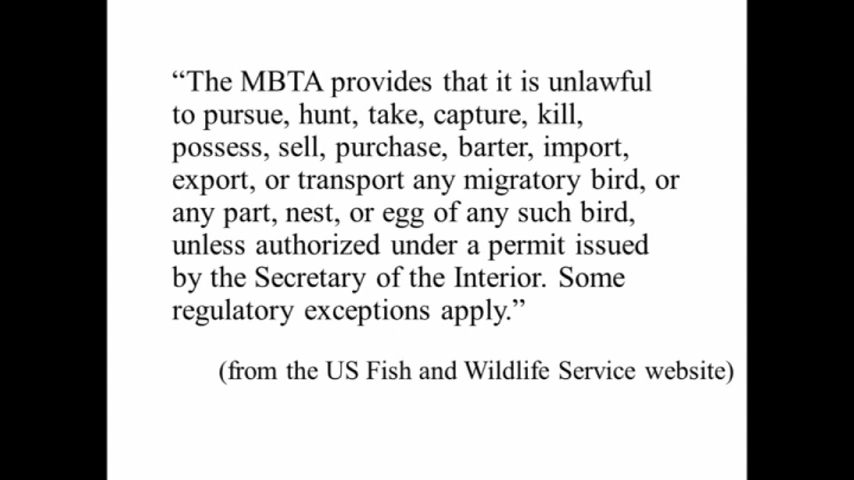 “The MBTA provides that it is unlawful
to pursue, hunt, take, capture, kill,
possess, sell, purchase, barter, import,
export, or transport any migratory bird, or
any part, nest, or egg of any such bird,
unless authorized under a permit issued
by the Secretary of the Interior. Some
regulatory exceptions apply.”
(from the US Fish and Wildlife Service website)